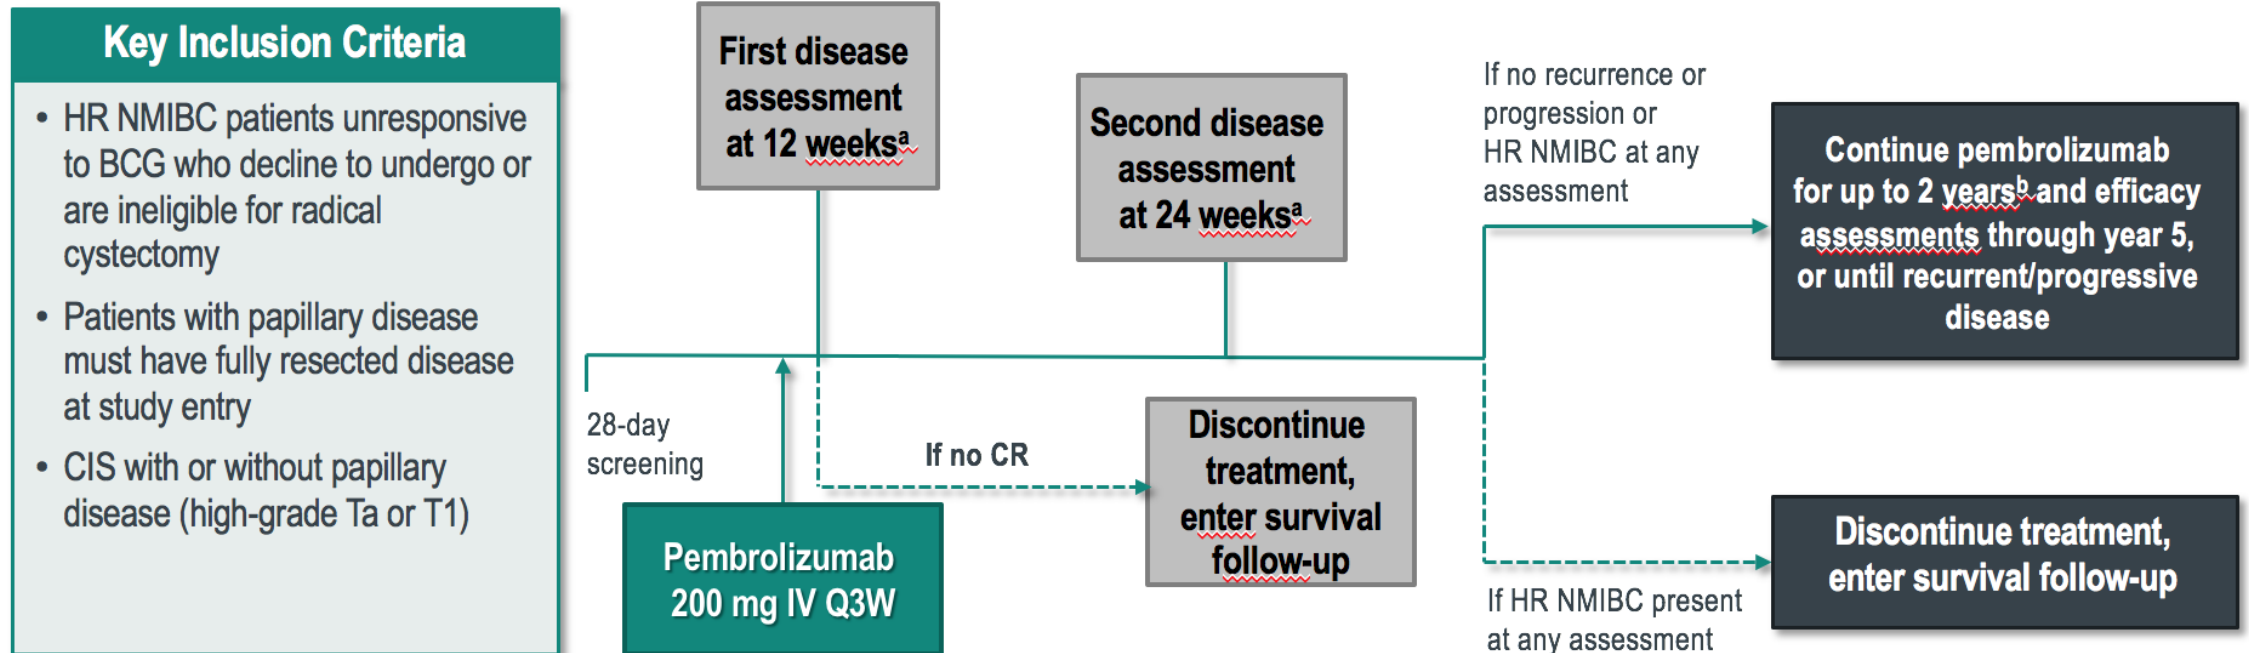 Key Inclusion Criteria
• HR NMIBC patients unresponsive
to BCG who decline to undergo or
are ineligible for radical
cystectomy
• Patients with papillary disease
must have fully resected disease
at study entry
• CIS with or without papillary
disease (high-grade Ta or T1)
28-day
screening
Pembrolizumab
200 mg IV Q3W
First disease
assessment
at 12 weeksᵃ
If no CR
Second disease
assessment
at 24 weeksᵃ
Discontinue
treatment,
enter survival
follow-up
If no recurrence or
progression or
HR NMIBC at any
assessment
Continue pembrolizumab
for up to 2 yearsᵇ and efficacy
assessments through year 5,
or until recurrent/progressive
disease
If HR NMIBC present
at any assessment
Discontinue treatment,
enter survival follow-up